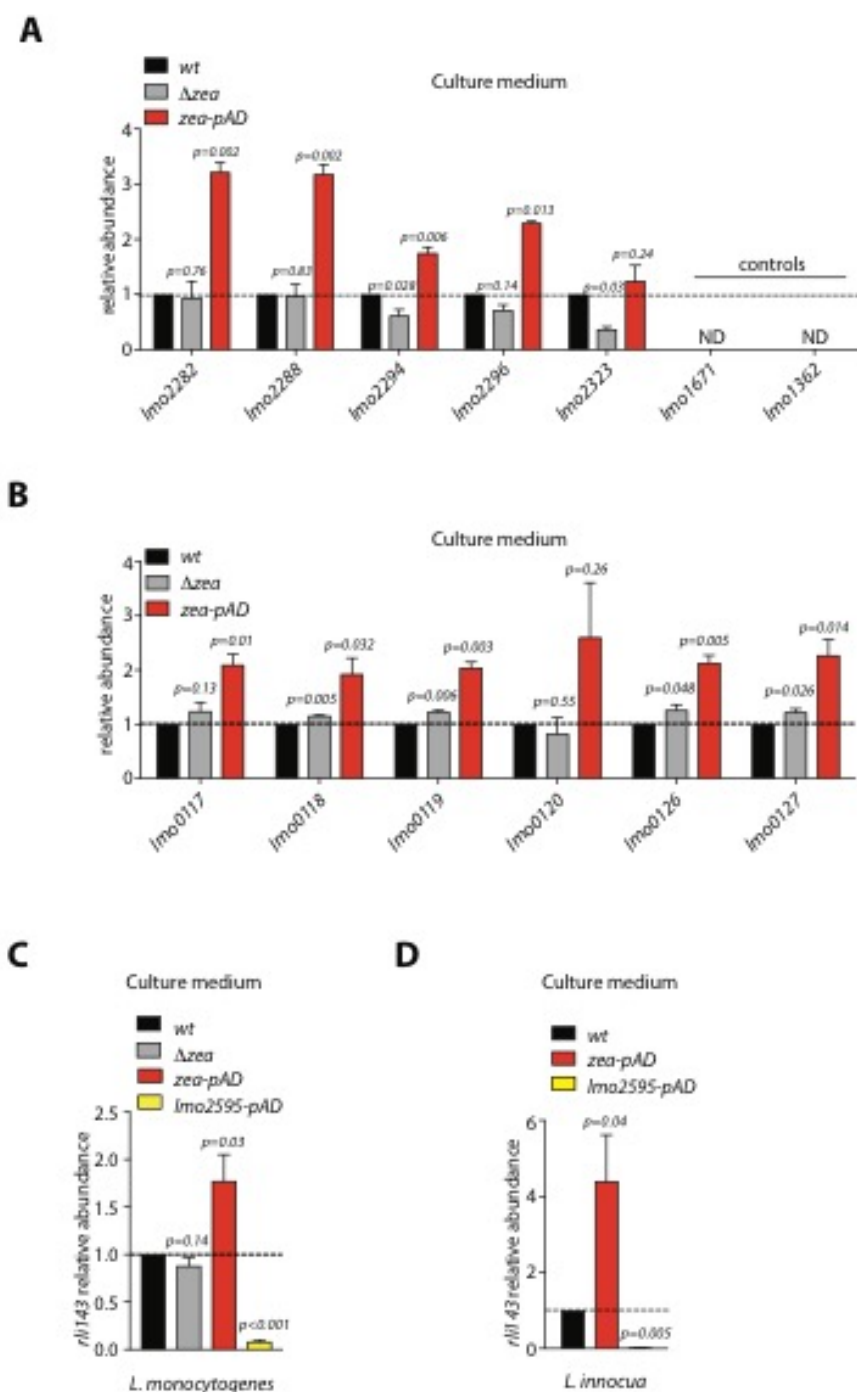 A
wt
Δzea
zea-pAD
Culture medium
relative abundance
4
3
2
1
0
p=0.002
p=0.002
p=0.006
p=0.013
p=0.24
p=0.76
p=0.83
p=0.028
p=0.14
p=0.03
controls
ND
ND
lmo2282
lmo2288
lmo2294
lmo2296
lmo2323
lmo1671
lmo1362
B
wt
Δzea
zea-pAD
Culture medium
relative abundance
4
3
2
1
0
p=0.26
p=0.01
p=0.032
p=0.003
p=0.005
p=0.014
p=0.13
p=0.005
p=0.006
p=0.55
p=0.048
p=0.026
lmo0117
lmo0118
lmo0119
lmo0120
lmo0126
lmo0127
C
Culture medium
wt
Δzea
zea-pAD
lmo2595-pAD
rli143 relative abundance
2.5
2.0
1.5
1.0
0.5
0.0
p=0.03
p=0.14
p<0.001
L. monocytogenes
D
Culture medium
wt
zea-pAD
lmo2595-pAD
rli143 relative abundance
6
4
2
0
p=0.04
p=0.005
L. innocua